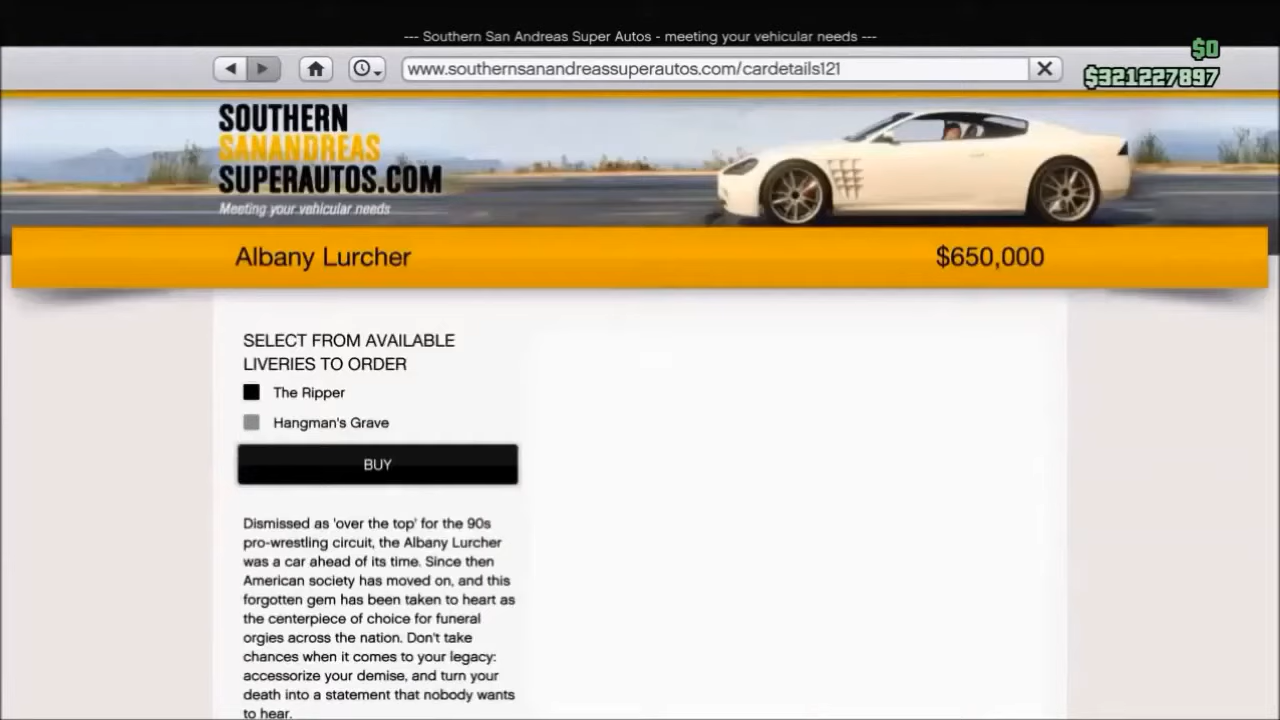 --- Southern San Andreas Super Autos - meeting your vehicular needs ---
$0
www.southernsanandreassuperautos.com/cardetails121
$321227897
SOUTHERN
SANANDREAS
SUPERAUTOS.COM
Meeting your vehicular needs
Albany Lurcher
$650,000
SELECT FROM AVAILABLE
LIVERIES TO ORDER
The Ripper
Hangman's Grave
BUY
Dismissed as 'over the top' for the 90s
pro-wrestling circuit, the Albany Lurcher
was a car ahead of its time. Since then
American society has moved on, and this
forgotten gem has been taken to heart as
the centerpiece of choice for funeral
orgies across the nation. Don't take
chances when it comes to your legacy:
accessorize your demise, and turn your
death into a statement that nobody wants
to hear.